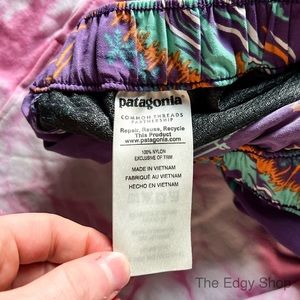 patagonia
COMMON THREADS
PARTNERSHIP
Repair, Reuse, Recycle
This Product
www.patagonia.com
100% NYLON
EXCLUSIVE OF TRIM
MADE IN VIETNAM
FABRIQUÉ AU VIETNAM
HECHO EN VIETNAM
The Edgy Shop